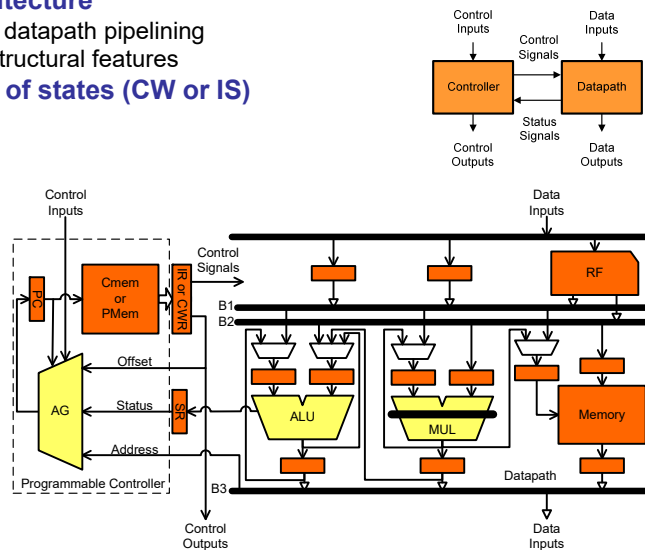 itecture
datapath pipelining
tructural features
of states (CW or IS)
Control
Inputs
Data
Inputs
Control
Signals
Controller
Datapath
Status
Signals
Control
Outputs
Data
Outputs
Control
Inputs
Data
Inputs
Control
Signals
PC
Cmem
or
PMem
IR or CWR
RF
B1
B2
Offset
Status
SR
AG
ALU
MUL
Memory
Address
Programmable Controller
B3
Datapath
Control
Outputs
Data
Inputs